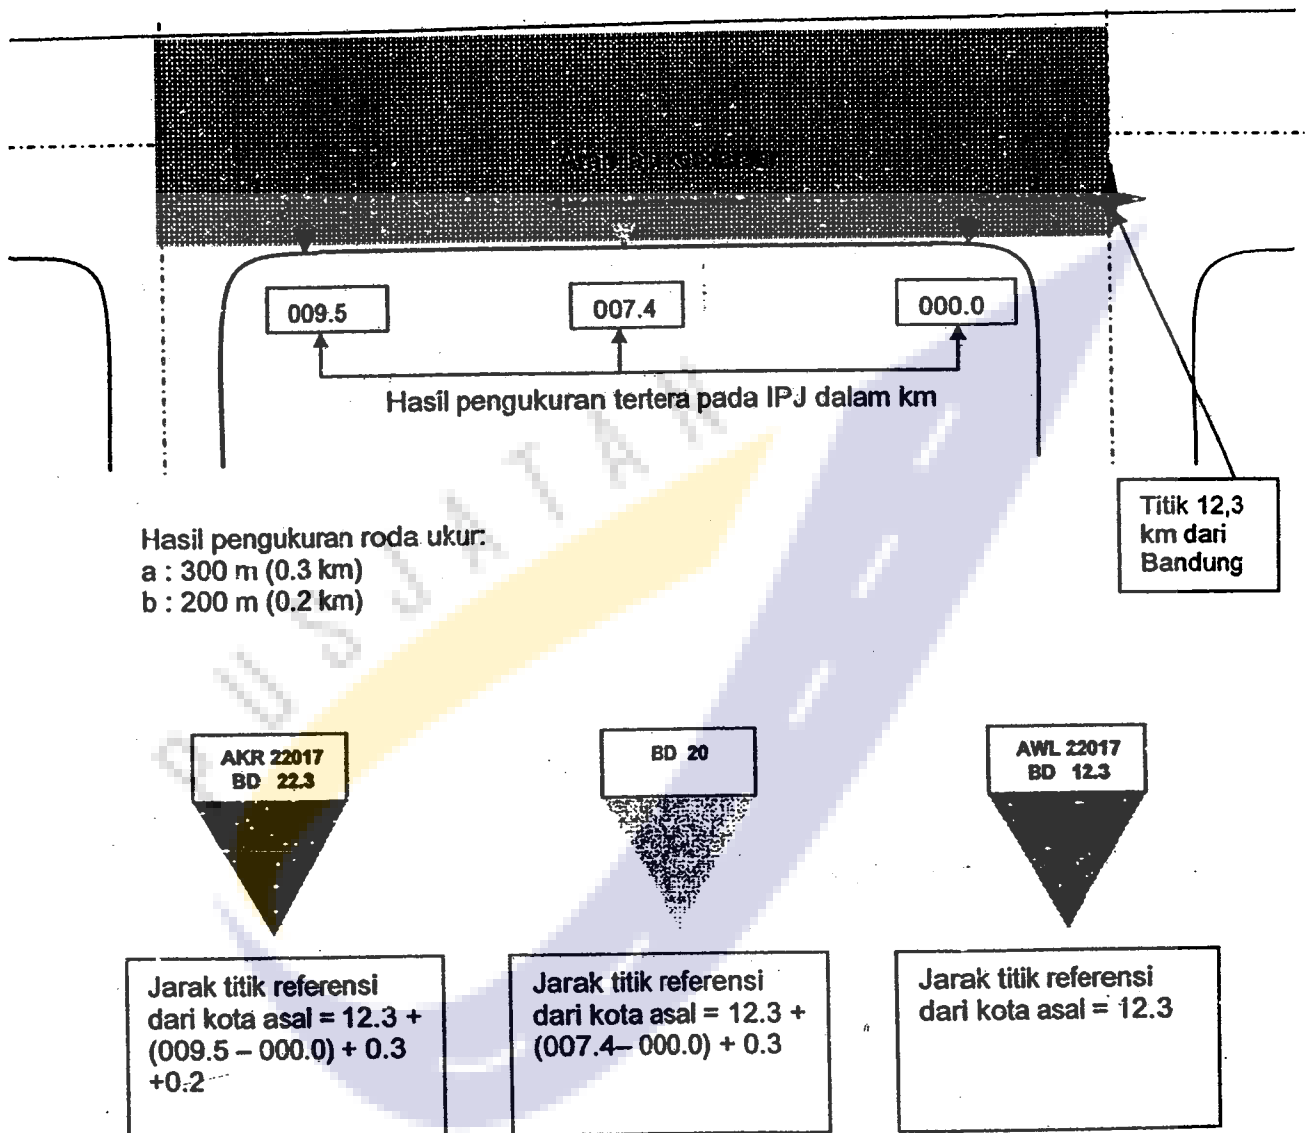 009.5
007.4
000.0
Hasil pengukuran tertera pada IPJ dalam km
Titik 12,3
km dari
Bandung
Hasil pengukuran roda ukur:
a : 300 m (0.3 km)
b : 200 m (0.2 km)
PUSJATAN
AKR 22017
BD 22.3
BD 20
AWL 22017
BD 12.3
Jarak titik referensi
dari kota asal = 12.3 +
(009.5 – 000.0) + 0.3
+0.2
Jarak titik referensi
dari kota asal = 12.3 +
(007.4– 000.0) + 0.3
Jarak titik referensi
dari kota asal = 12.3